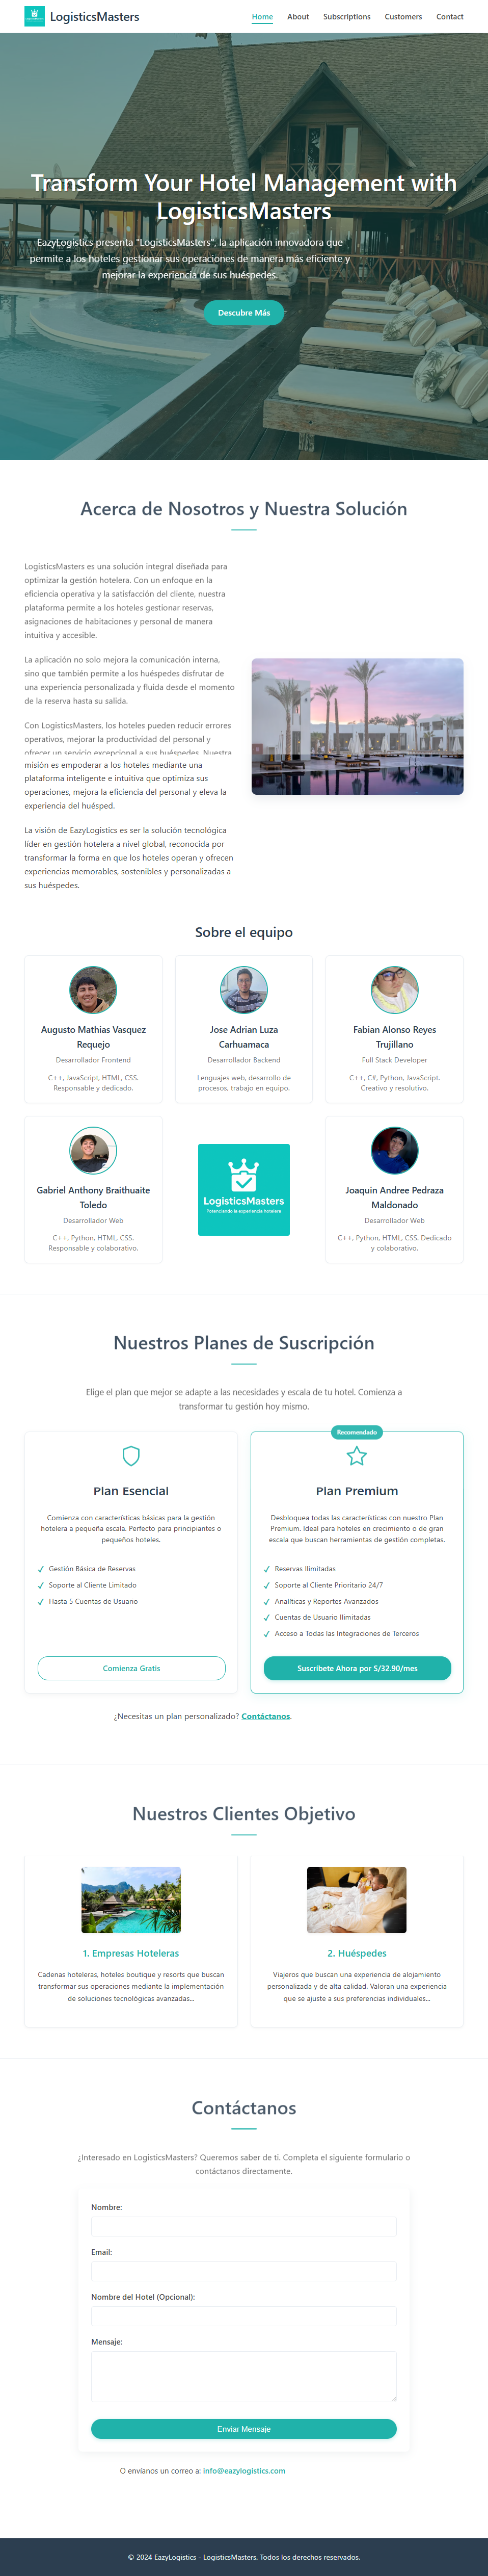 LogisticsMasters
Home About Subscriptions Customers Contact
Transform Your Hotel Management with
LogisticsMasters
EazyLogistics presenta "LogisticsMasters", la aplicación innovadora que
permite a los hoteles gestionar sus operaciones de manera más eficiente y
mejorar la experiencia de sus huéspedes.
Descubre Más
Acerca de Nosotros y Nuestra Solución
LogisticsMasters es una solución integral diseñada para
optimizar la gestión hotelera. Con un enfoque en la
eficiencia operativa y la satisfacción del cliente, nuestra
plataforma permite a los hoteles gestionar reservas,
asignaciones de habitaciones y personal de manera
intuitiva y accesible.
La aplicación no solo mejora la comunicación interna,
sino que también permite a los huéspedes disfrutar de
una experiencia personalizada y fluida desde el momento
de la reserva hasta su salida.
Con LogisticsMasters, los hoteles pueden reducir errores
operativos, mejorar la productividad del personal y
ofrecer un servicio excepcional a sus huéspedes. Nuestra
misión es empoderar a los hoteles mediante una
plataforma inteligente e intuitiva que optimiza sus
operaciones, mejora la eficiencia del personal y eleva la
experiencia del huésped.
La visión de EazyLogistics es ser la solución tecnológica
líder en gestión hotelera a nivel global, reconocida por
transformar la forma en que los hoteles operan y ofrecen
experiencias memorables, sostenibles y personalizadas a
sus huéspedes.
Sobre el equipo
Augusto Mathias Vasquez
Requejo
Desarrollador Frontend
C++, JavaScript, HTML, CSS.
Responsable y dedicado.
Jose Adrian Luza
Carhuamaca
Desarrollador Backend
Lenguajes web, desarrollo de
procesos, trabajo en equipo.
Fabian Alonso Reyes
Trujillano
Full Stack Developer
C++, C#, Python, JavaScript.
Creativo y resolutivo.
Gabriel Anthony Braithuaite
Toledo
Desarrollador Web
C++, Python, HTML, CSS.
Responsable y colaborativo.
LogisticsMasters
Potenciando la experiencia hotelera
Joaquin Andree Pedraza
Maldonado
Desarrollador Web
C++, Python, HTML, CSS. Dedicado
y colaborativo.
Nuestros Planes de Suscripción
Elige el plan que mejor se adapte a las necesidades y escala de tu hotel. Comienza a
transformar tu gestión hoy mismo.
Plan Esencial
Comienza con características básicas para la gestión
hotelera a pequeña escala. Perfecto para principiantes o
pequeños hoteles.
✓ Gestión Básica de Reservas
✓ Soporte al Cliente Limitado
✓ Hasta 5 Cuentas de Usuario
Comienza Gratis
Recomendado
Plan Premium
Desbloquea todas las características con nuestro Plan
Premium. Ideal para hoteles en crecimiento o de gran
escala que buscan herramientas de gestión completas.
✓ Reservas Ilimitadas
✓ Soporte al Cliente Prioritario 24/7
✓ Analíticas y Reportes Avanzados
✓ Cuentas de Usuario Ilimitadas
✓ Acceso a Todas las Integraciones de Terceros
Suscríbete Ahora por S/32.90/mes
¿Necesitas un plan personalizado? Contáctanos.
Nuestros Clientes Objetivo
1. Empresas Hoteleras
Cadenas hoteleras, hoteles boutique y resorts que buscan
transformar sus operaciones mediante la implementación
de soluciones tecnológicas avanzadas...
2. Huéspedes
Viajeros que buscan una experiencia de alojamiento
personalizada y de alta calidad. Valoran una experiencia
que se ajuste a sus preferencias individuales...
Contáctanos
¿Interesado en LogisticsMasters? Queremos saber de ti. Completa el siguiente formulario o
contáctanos directamente.
Nombre:
Email:
Nombre del Hotel (Opcional):
Mensaje:
Enviar Mensaje
O envíanos un correo a: info@eazylogistics.com
© 2024 EazyLogistics - LogisticsMasters. Todos los derechos reservados.